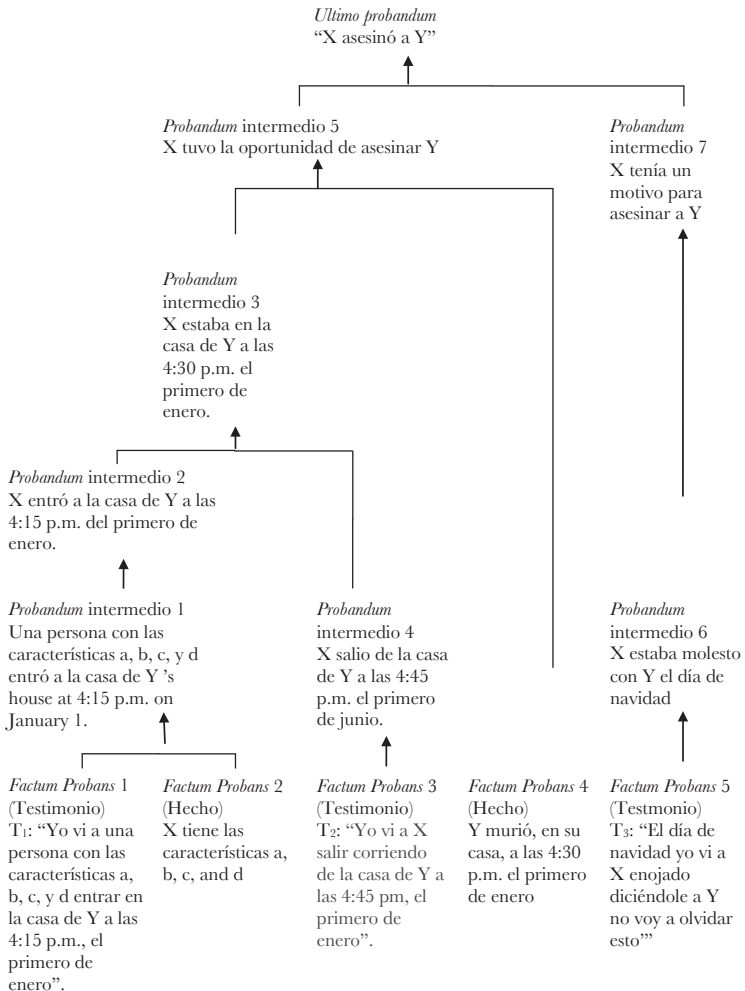 Ultimo probandum
“X asesinó a Y”
Probandum intermedio 5
X tuvo la oportunidad de asesinar Y
Probandum
intermedio 7
X tenía un
motivo para
asesinar a Y
Probandum
intermedio 3
X estaba en la
casa de Y a las
4:30 p.m. el
primero de
enero.
Probandum intermedio 2
X entró a la casa de Y a las
4:15 p.m. del primero de
enero.
Probandum intermedio 1
Una persona con las
características a, b, c, y d
entró a la casa de Y ’s
house at 4:15 p.m. on
January 1.
Probandum
intermedio 4
X salio de la casa
de Y a las 4:45
p.m. el primero
de junio.
Probandum
intermedio 6
X estaba molesto
con Y el día de
navidad
Factum Probans 1
(Testimonio)
T1: “Yo vi a una
persona con las
características a,
b, c, y d entrar en
la casa de Y a las
4:15 p.m., el
primero de
enero”.
Factum Probans 2
(Hecho)
X tiene las
características a,
b, c, and d
Factum Probans 3
(Testimonio)
T2: “Yo vi a X
salir corriendo
de la casa de Y a
las 4:45 pm, el
primero de
enero”.
Factum Probans 4
(Hecho)
Y murió, en su
casa, a las 4:30
p.m. el primero
de enero
Factum Probans 5
(Testmonio)
T3: “El día de
navidad yo vi a
X enojado
diciéndole a Y
no voy a olvidar
esto’”